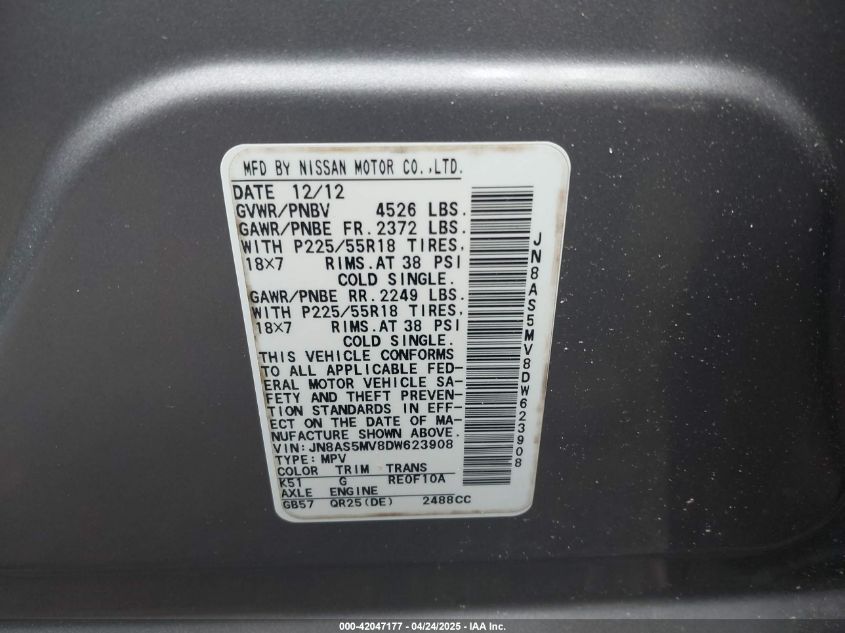 MFD BY NISSAN MOTOR CO.,LTD.
DATE 12/12
GVWR/PNBV 4526 LBS.
GAWR/PNBE FR. 2372 LBS.
WITH P225/55R18 TIRES,
18×7 RIMS.AT 38 PSI
COLD SINGLE.
GAWR/PNBE RR. 2249 LBS.
WITH P225/55R18 TIRES,
18×7 RIMS.AT 38 PSI
COLD SINGLE.
THIS VEHICLE CONFORMS
TO ALL APPLICABLE FED-
ERAL MOTOR VEHICLE SA-
FETY AND THEFT PREVEN-
TION STANDARDS IN EFF-
ECT ON THE DATE OF MA-
NUFACTURE SHOWN ABOVE.
VIN:JN8AS5MV8DW623908
TYPE: MPV
COLOR TRIM TRANS
K51 G RE0F10A
AXLE ENGINE
GB57 QR25(DE) 2488CC
JN8AS5MV8DW623908
000-42047177 - 04/24/2025 - IAA Inc.